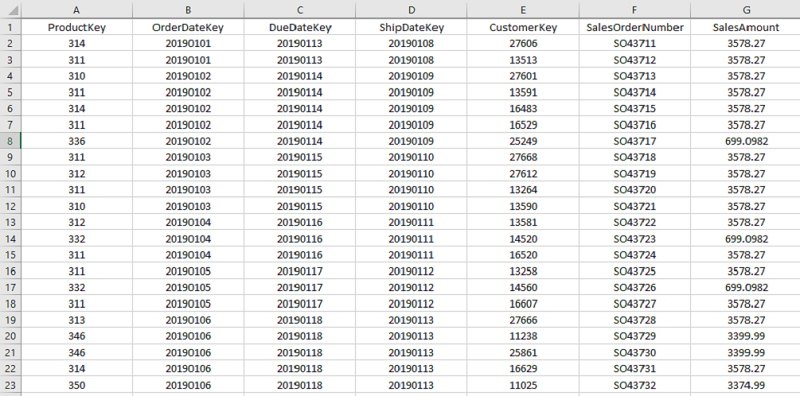 A B C D E F G
1 ProductKey OrderDateKey DueDateKey ShipDateKey CustomerKey SalesOrderNumber SalesAmount
2 314 20190101 20190113 20190108 27606 SO43711 3578.27
3 311 20190101 20190113 20190108 13513 SO43712 3578.27
4 310 20190102 20190114 20190109 27601 SO43713 3578.27
5 311 20190102 20190114 20190109 13591 SO43714 3578.27
6 314 20190102 20190114 20190109 16483 SO43715 3578.27
7 311 20190102 20190114 20190109 16529 SO43716 3578.27
8 336 20190102 20190114 20190109 25249 SO43717 699.0982
9 311 20190103 20190115 20190110 27668 SO43718 3578.27
10 312 20190103 20190115 20190110 27612 SO43719 3578.27
11 311 20190103 20190115 20190110 13264 SO43720 3578.27
12 310 20190103 20190115 20190110 13590 SO43721 3578.27
13 312 20190104 20190116 20190111 13581 SO43722 3578.27
14 332 20190104 20190116 20190111 14520 SO43723 699.0982
15 311 20190104 20190116 20190111 16520 SO43724 3578.27
16 311 20190105 20190117 20190112 13258 SO43725 3578.27
17 332 20190105 20190117 20190112 14560 SO43726 699.0982
18 311 20190105 20190117 20190112 16607 SO43727 3578.27
19 313 20190106 20190118 20190113 27666 SO43728 3578.27
20 346 20190106 20190118 20190113 11238 SO43729 3399.99
21 346 20190106 20190118 20190113 25861 SO43730 3399.99
22 314 20190106 20190118 20190113 16629 SO43731 3578.27
23 350 20190106 20190118 20190113 11025 SO43732 3374.99